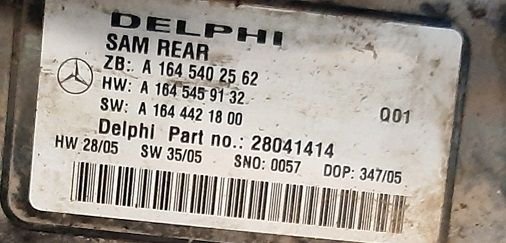 DELPHI
SAM REAR
ZB: A 164 540 25 62
HW: A 164 545 91 32
SW: A 164 442 18 00 Q01
Delphi Part no.: 28041414
HW 28/05 SW 35/05 SNO: 0057 DOP: 347/05